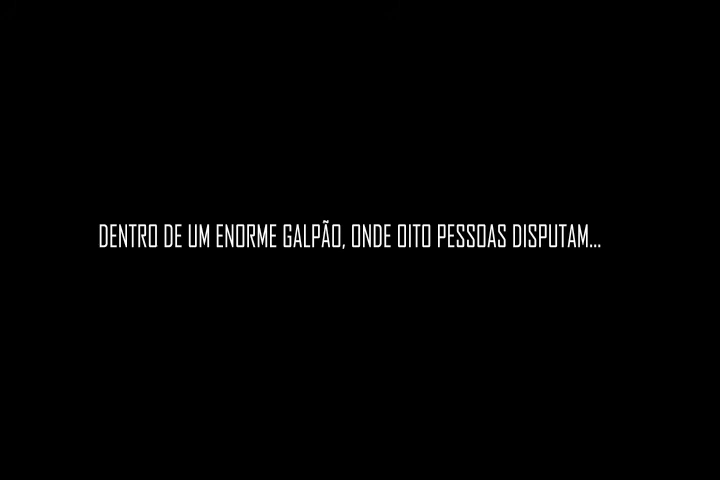 DENTRO DE UM ENORME GALPÃO, ONDE OITO PESSOAS DISPUTAM...